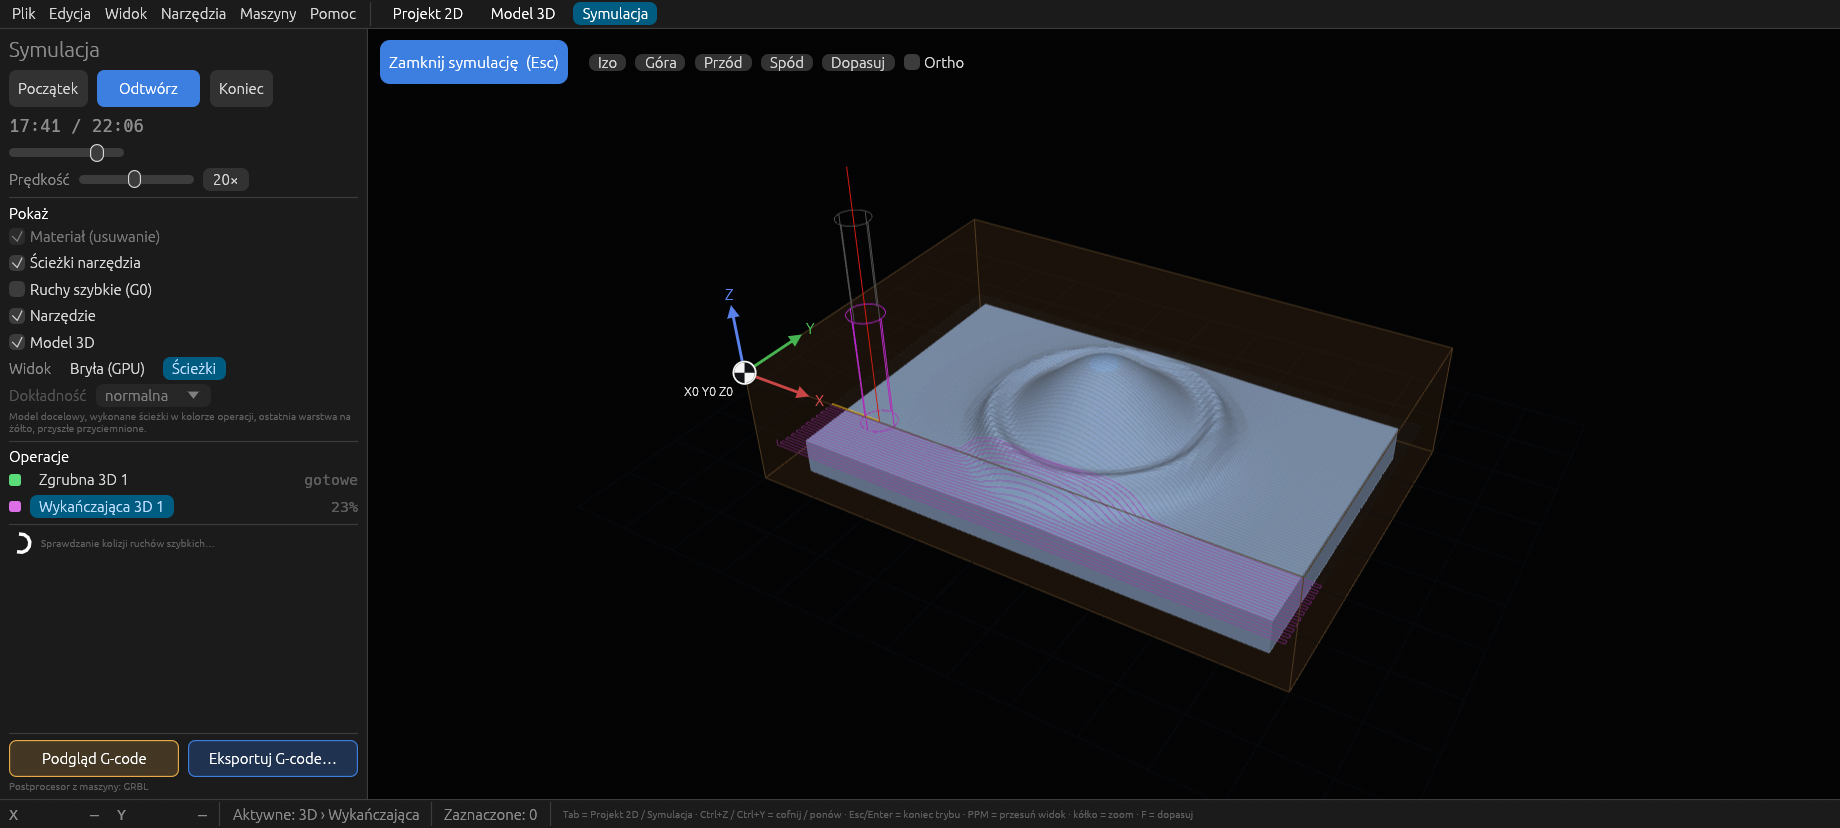 Plik Edycja Widok Narzędzia Maszyny Pomoc Projekt 2D Model 3D Symulacja
Symulacja
Początek Odtwórz Koniec
17:41 / 22:06
Prędkość 20×
Pokaż
Materiał (usuwanie)
Ścieżki narzędzia
Ruchy szybkie (G0)
Narzędzie
Model 3D
Widok Bryła (GPU) Ścieżki
Dokładność normalna
Model docelowy, wykonane ścieżki w kolorze operacji, ostatnia warstwa na
żółto, przyszłe przyciemnione.
Operacje
Zgrubna 3D 1 gotowe
Wykańczająca 3D 1 23%
Sprawdzanie kolizji ruchów szybkich...
Podgląd G-code Eksportuj G-code...
Postprocesor z maszyny: GRBL
Zamknij symulację (Esc) Izo Góra Przód Spód Dopasuj Ortho
Z
Y
X
X0 Y0 Z0
X – Y – Aktywne: 3D › Wykańczająca Zaznaczone: 0 Tab = Projekt 2D / Symulacja · Ctrl+Z / Ctrl+Y = cofnij / ponów · Esc/Enter = koniec trybu · PPM = przesuń widok · kółko = zoom · F = dopasuj